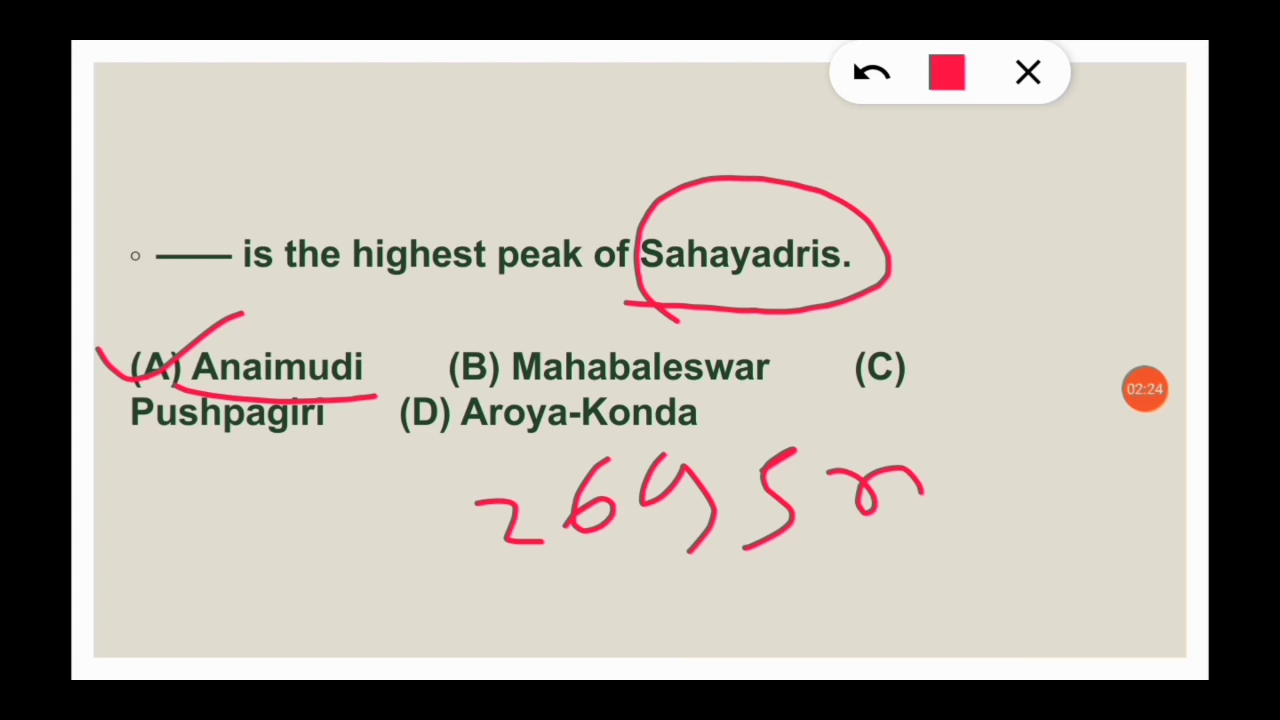 —— is the highest peak of Sahayadris.
(A) Anaimudi (B) Mahabaleswar (C)
Pushpagiri (D) Aroya-Konda
02:24
2695m